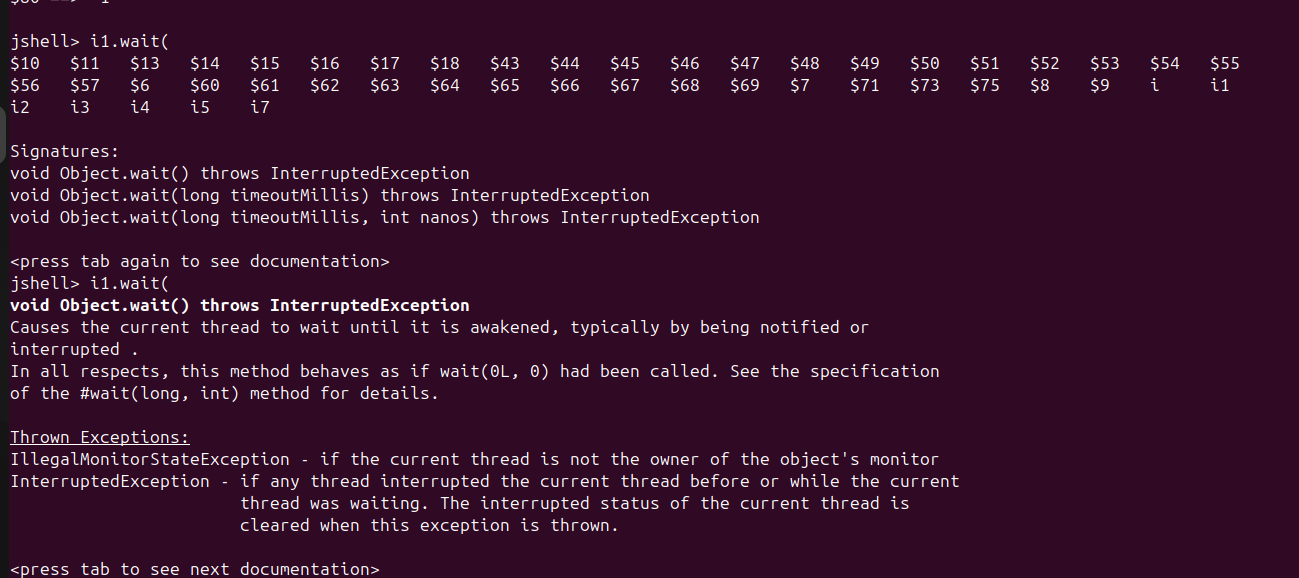 jshell> i1.wait(
$10 $11 $13 $14 $15 $16 $17 $18 $43 $44 $45 $46 $47 $48 $49 $50 $51 $52 $53 $54 $55
$56 $57 $6 $60 $61 $62 $63 $64 $65 $66 $67 $68 $69 $7 $71 $73 $75 $8 $9 i i1
i2 i3 i4 i5 i7
Signatures:
void Object.wait() throws InterruptedException
void Object.wait(long timeoutMillis) throws InterruptedException
void Object.wait(long timeoutMillis, int nanos) throws InterruptedException
<press tab again to see documentation>
jshell> i1.wait(
void Object.wait() throws InterruptedException
Causes the current thread to wait until it is awakened, typically by being notified or
interrupted .
In all respects, this method behaves as if wait(0L, 0) had been called. See the specification
of the #wait(long, int) method for details.
Thrown Exceptions:
IllegalMonitorStateException - if the current thread is not the owner of the object's monitor
InterruptedException - if any thread interrupted the current thread before or while the current
thread was waiting. The interrupted status of the current thread is
cleared when this exception is thrown.
<press tab to see next documentation>